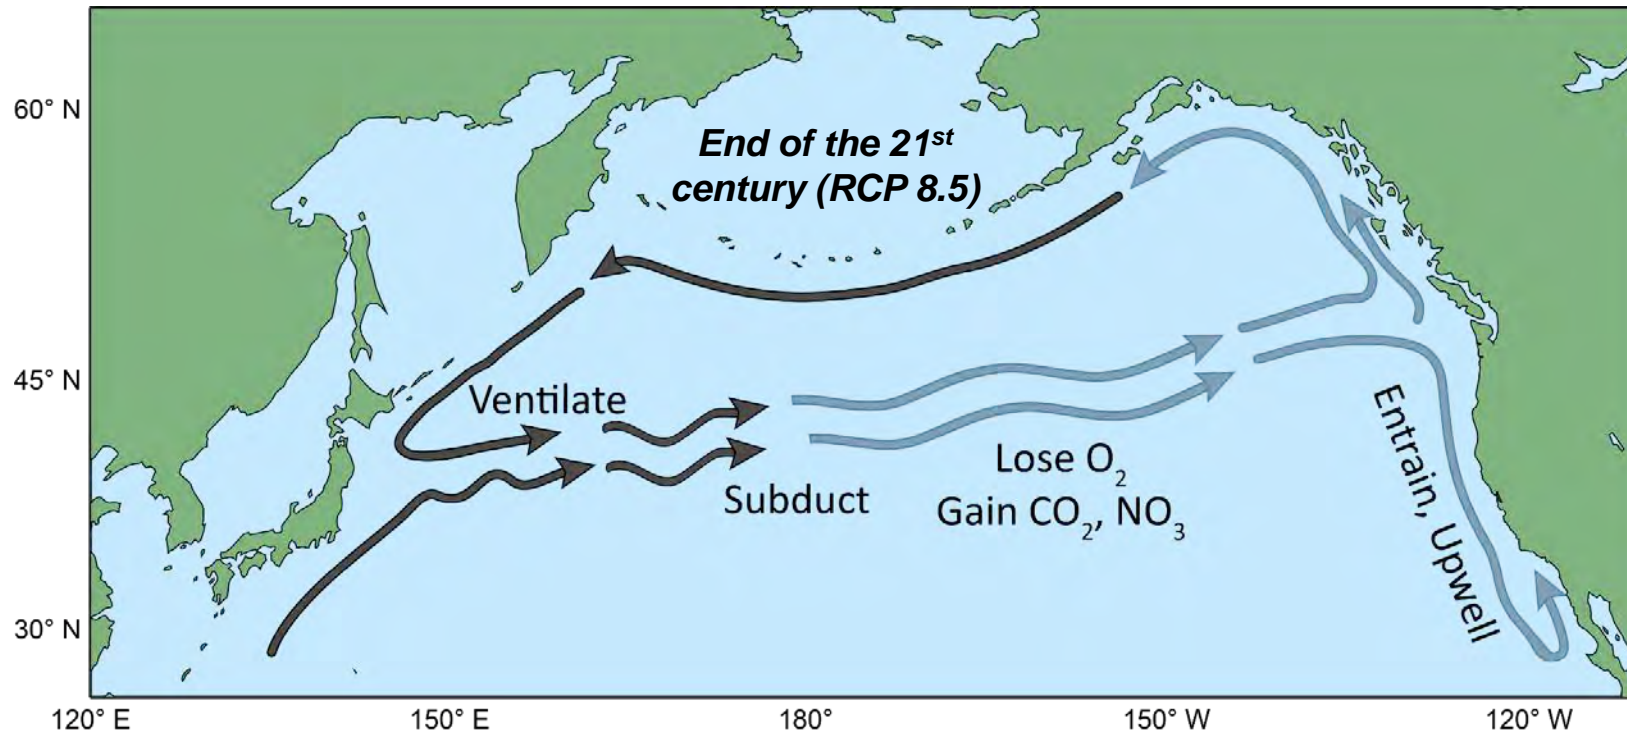 60° N
45° N
30° N
120° E
150° E
180°
150° W
120° W
End of the 21st
century (RCP 8.5)
Ventilate
Subduct
Lose O₂
Gain CO₂, NO₃
Entrain, Upwell